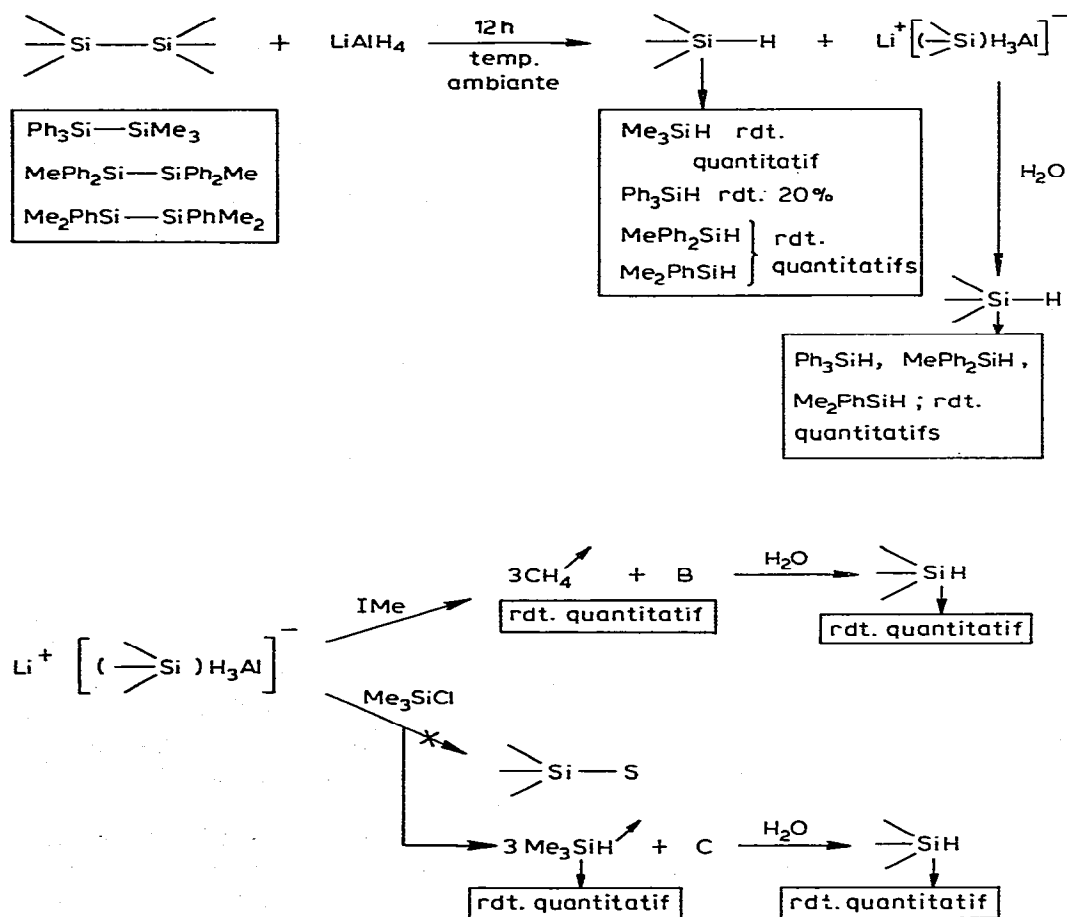 Si — Si + LiAlH4 12h temp. ambiante Si — H + Li+ [( Si) H3Al]−
Ph3Si — SiMe3
MePh2Si — SiPh2Me
Me2PhSi — SiPhMe2
Me3SiH rdt.
quantitatif
Ph3SiH rdt. 20%
MePh2SiH } rdt.
Me2PhSiH } quantitatifs
H2O
Si — H
Ph3SiH, MePh2SiH,
Me2PhSiH ; rdt.
quantitatifs
Li+ [( Si ) H3Al]−
IMe
3CH4 + B H2O SiH
rdt. quantitatif
rdt. quantitatif
Me3SiCl
Si — S
3 Me3SiH + C H2O SiH
rdt. quantitatif
rdt. quantitatif